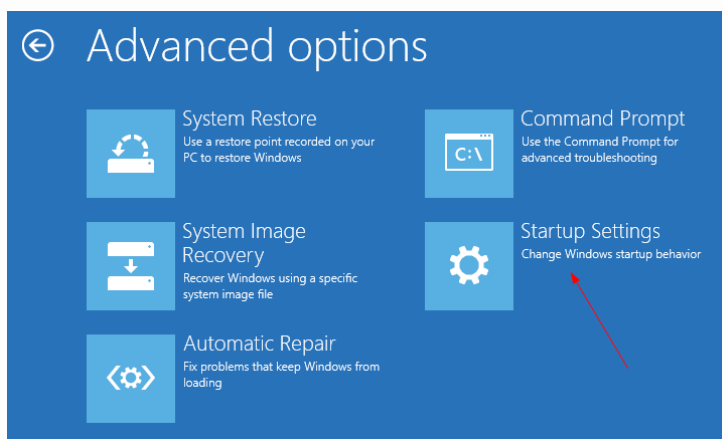 Advanced options
System Restore
Use a restore point recorded on your
PC to restore Windows
Command Prompt
Use the Command Prompt for
advanced troubleshooting
C:\
System Image
Recovery
Recover Windows using a specific
system image file
Startup Settings
Change Windows startup behavior
Automatic Repair
Fix problems that keep Windows from
loading